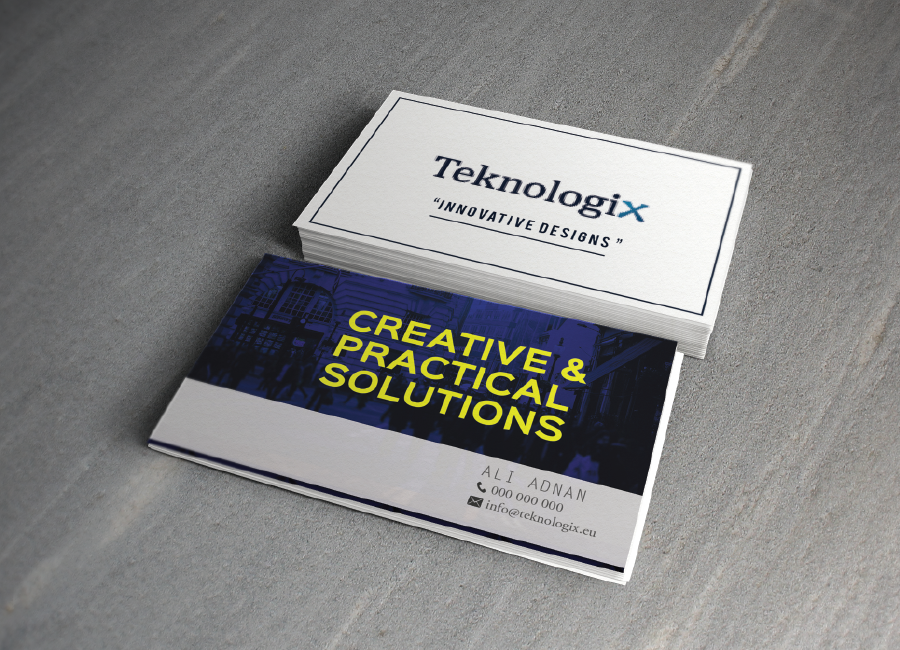 Teknologix
“INNOVATIVE DESIGNS”
CREATIVE &
PRACTICAL
SOLUTIONS
ALI ADNAN
000 000 000
info@teknologix.eu